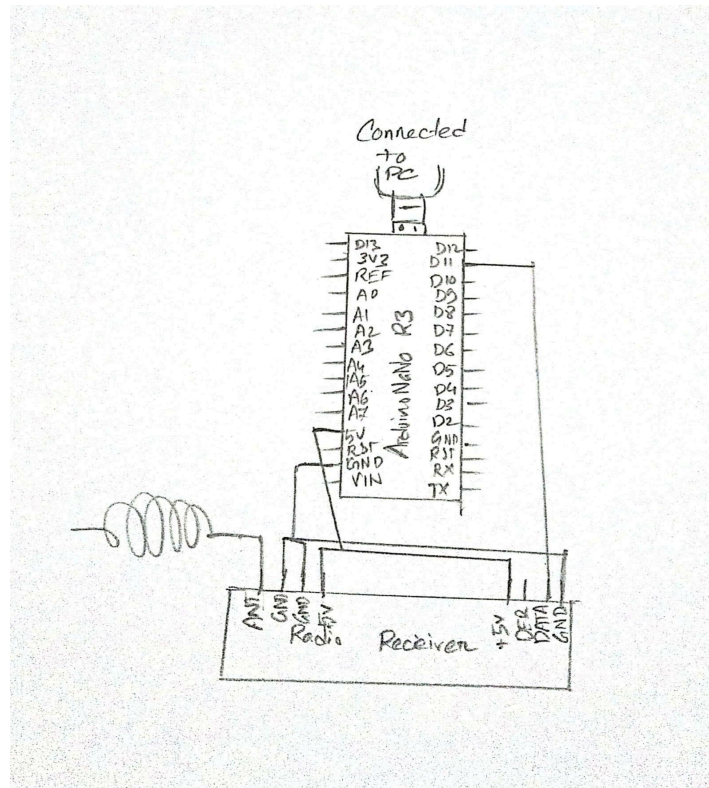 Connected
to
PC
D13
3V3
REF
A0
A1
A2
A3
A4
A5
A6
A7
5V
RST
GND
VIN
Arduino NaNo R3
D12
D11
D10
D9
D8
D7
D6
D5
D4
D3
D2
GND
RST
RX
TX
ANT
GND
GND
+5V
Radio Receiver
+5V
DER
DATA
GND